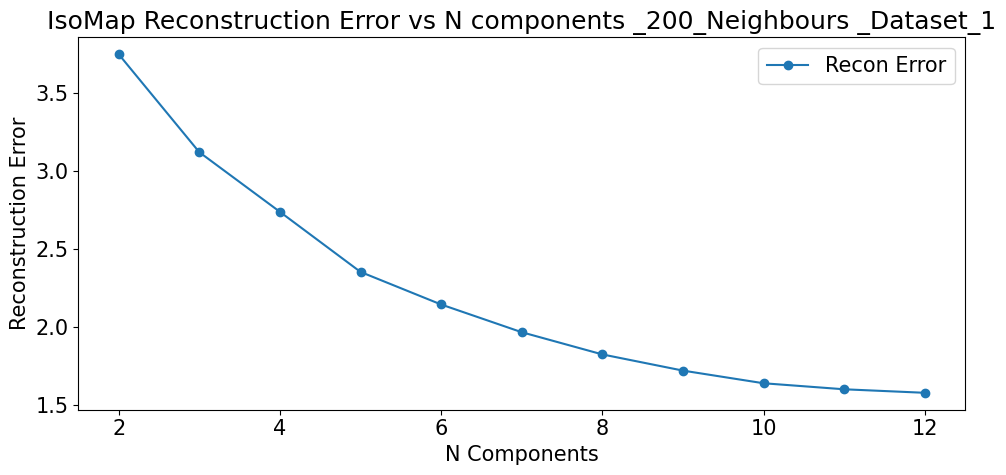 IsoMap Reconstruction Error vs N components _200_Neighbours _Dataset_1
Recon Error
Reconstruction Error
3.5
3.0
2.5
2.0
1.5
2 4 6 8 10 12
N Components